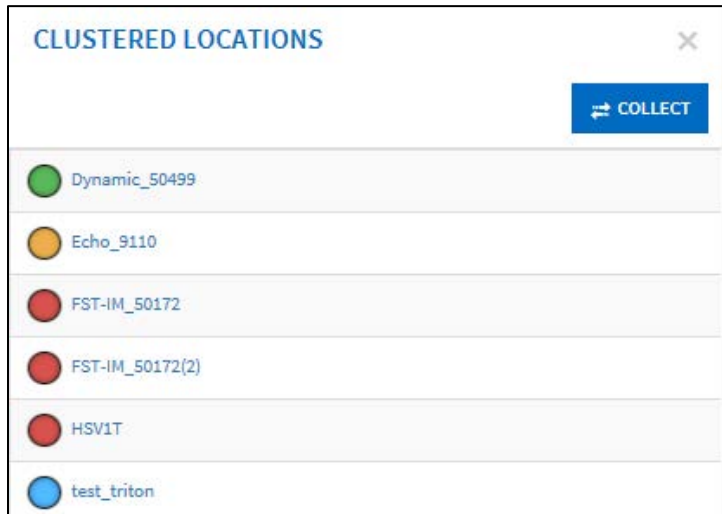 CLUSTERED LOCATIONS
COLLECT
Dynamic_50499
Echo_9110
FST-IM_50172
FST-IM_50172(2)
HSV1T
test_triton